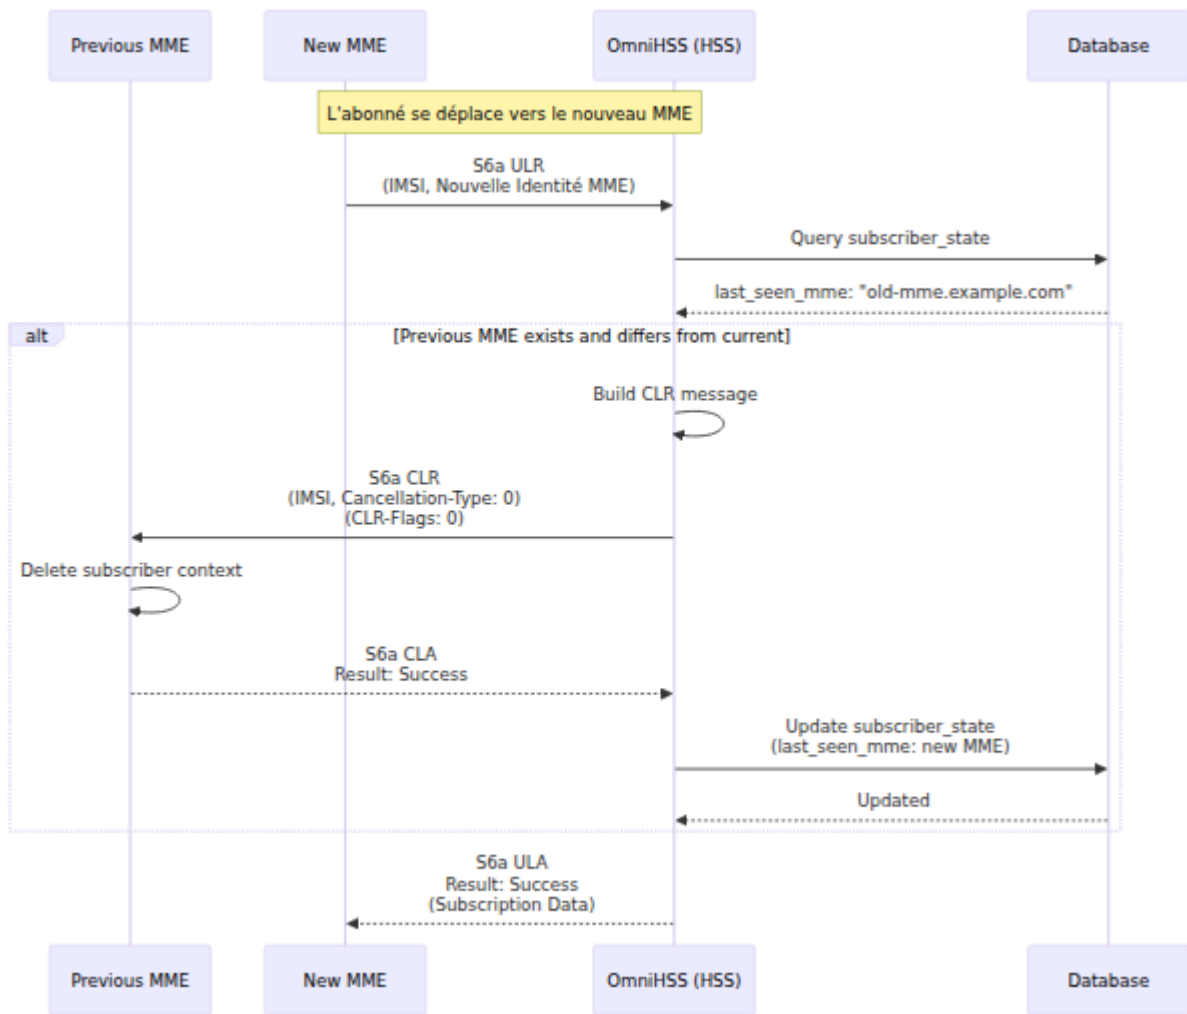 Previous MME
New MME
OmniHSS (HSS)
Database
L'abonné se déplace vers le nouveau MME
S6a ULR
(IMSI, Nouvelle Identité MME)
Query subscriber_state
last_seen_mme: "old-mme.example.com"
alt
[Previous MME exists and differs from current]
Build CLR message
S6a CLR
(IMSI, Cancellation-Type: 0)
(CLR-Flags: 0)
Delete subscriber context
S6a CLA
Result: Success
Update subscriber_state
(last_seen_mme: new MME)
Updated
S6a ULA
Result: Success
(Subscription Data)
Previous MME
New MME
OmniHSS (HSS)
Database